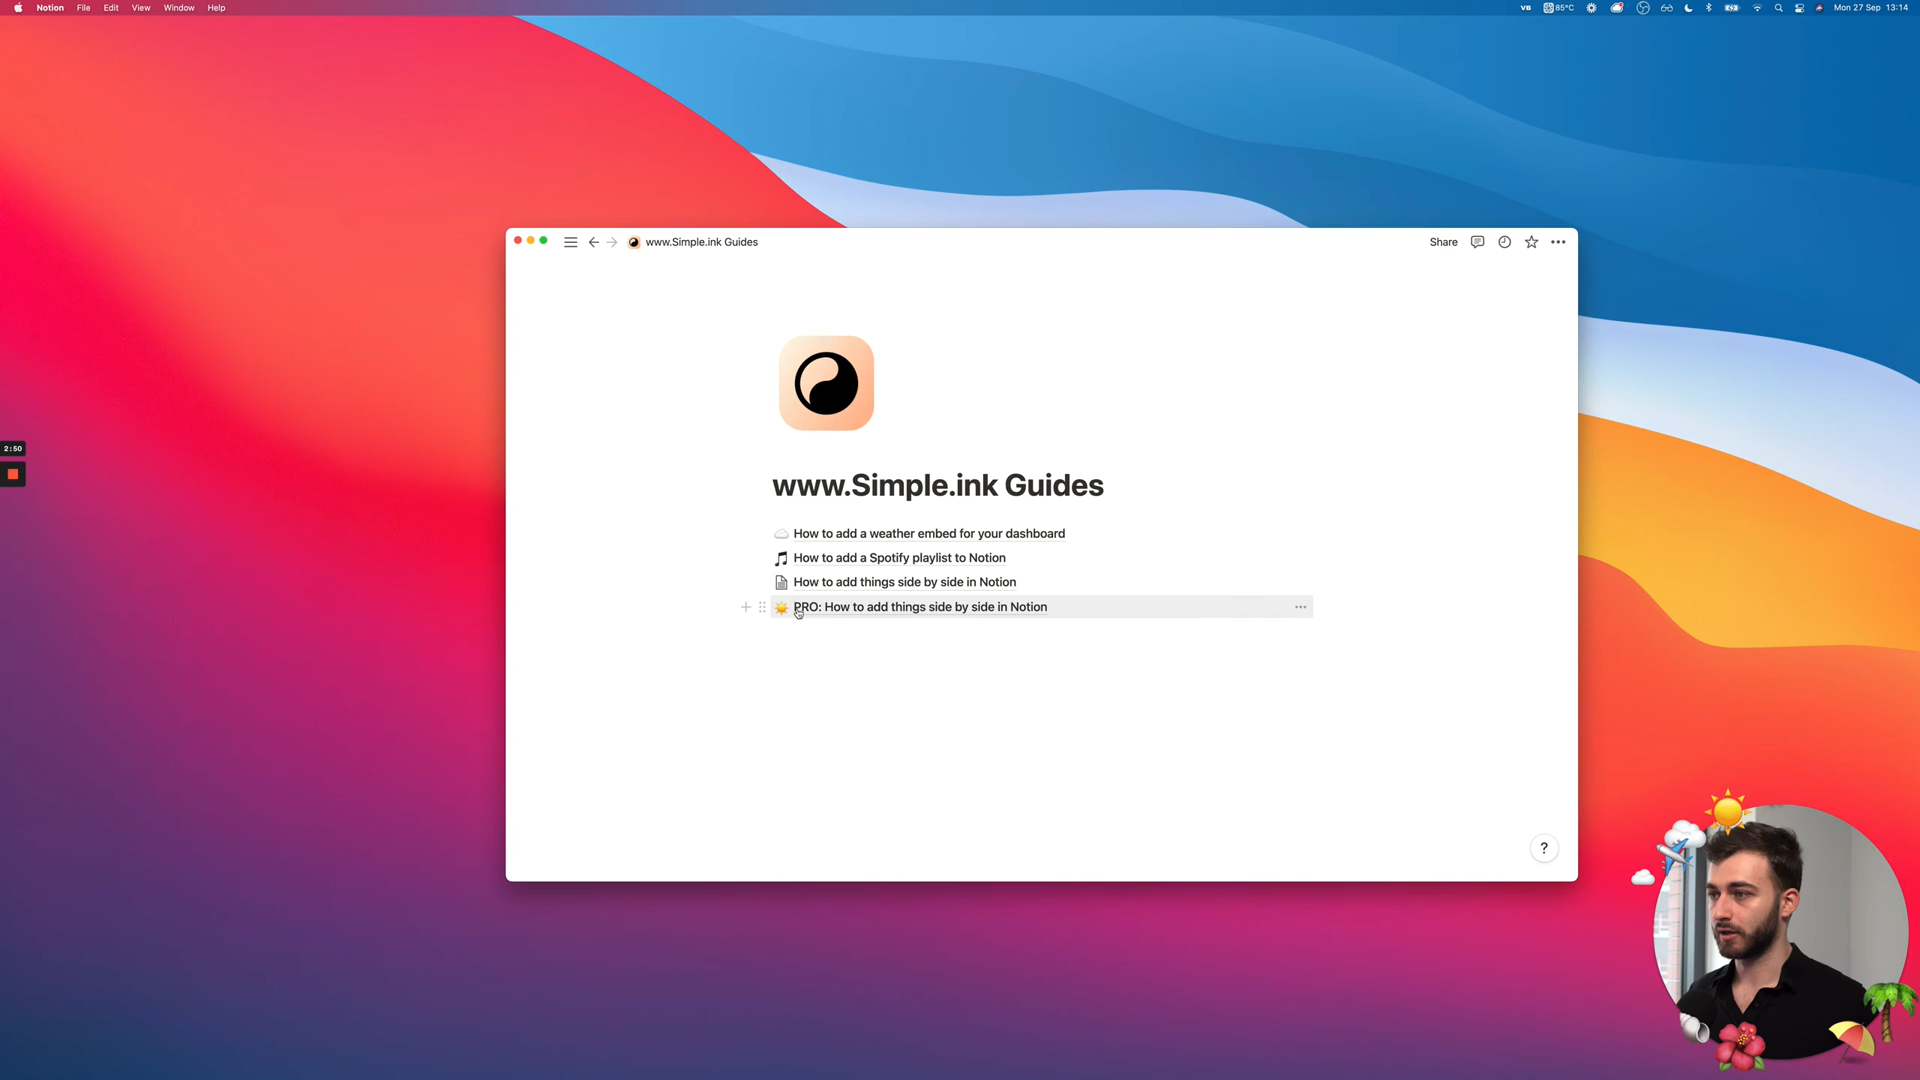 Notion File Edit View Window Help
VB 85°C Mon 27 Sep 13:14
www.Simple.ink Guides
Share
2:50
www.Simple.ink Guides
How to add a weather embed for your dashboard
How to add a Spotify playlist to Notion
How to add things side by side in Notion
PRO: How to add things side by side in Notion
?